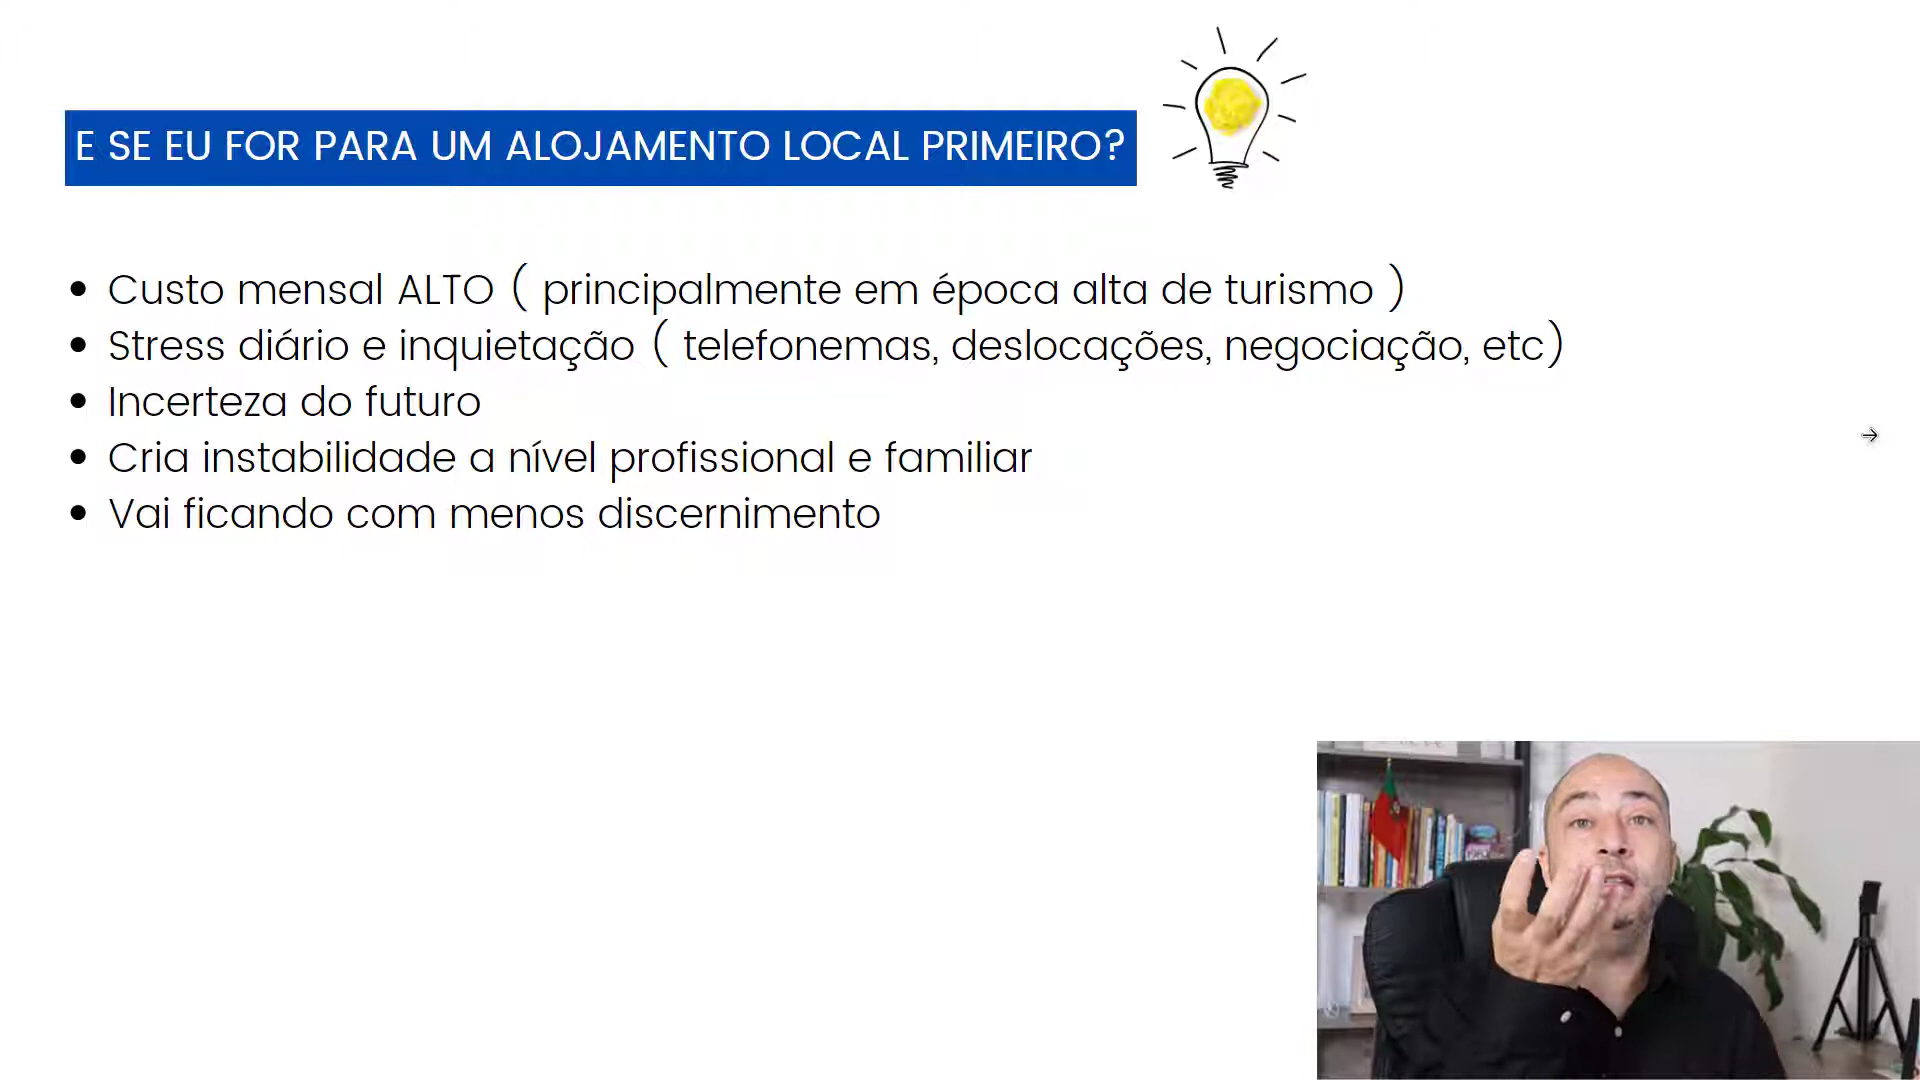 E SE EU FOR PARA UM ALOJAMENTO LOCAL PRIMEIRO?
• Custo mensal ALTO ( principalmente em época alta de turismo )
• Stress diário e inquietação ( telefonemas, deslocações, negociação, etc)
• Incerteza do futuro
• Cria instabilidade a nível profissional e familiar
• Vai ficando com menos discernimento